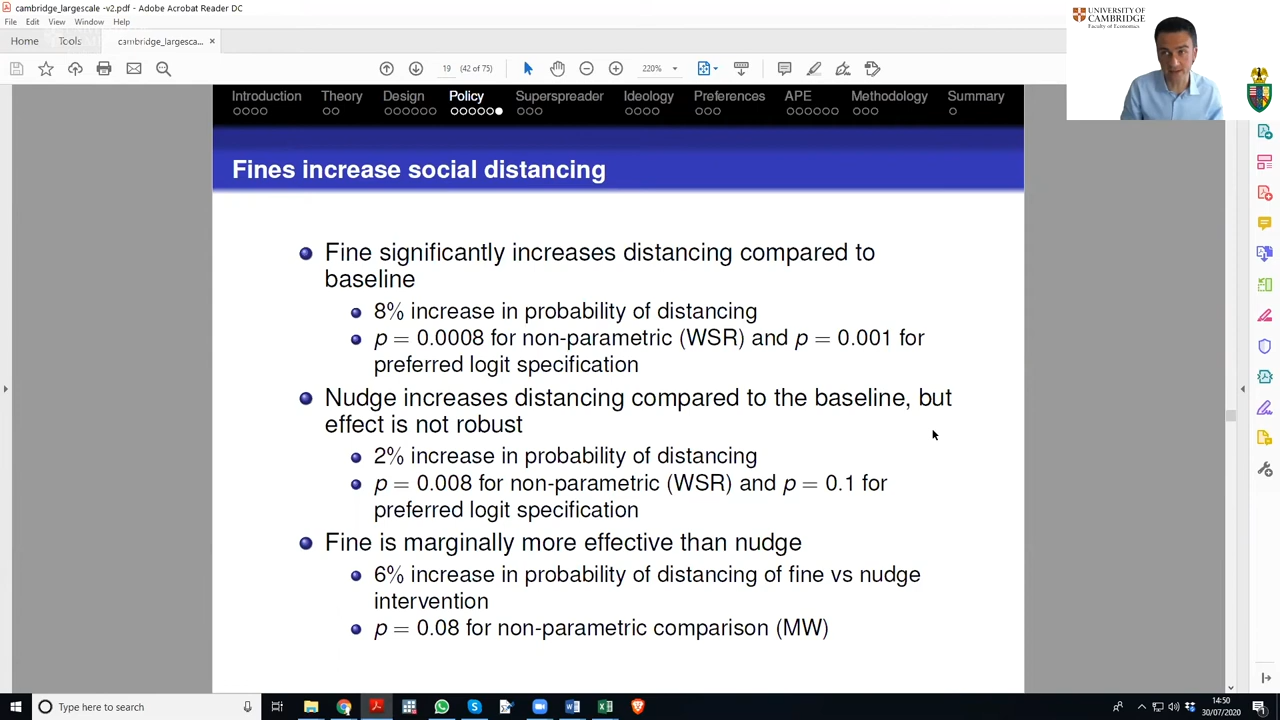 cambridge_largescale -v2.pdf - Adobe Acrobat Reader DC
File Edit View Window Help
Home Tools cambridge_largesca... ×
19 (42 of 75) 220%
UNIVERSITY OF
CAMBRIDGE
Faculty of Economics
Introduction Theory Design Policy Superspreader Ideology Preferences APE Methodology Summary
Fines increase social distancing
Fine significantly increases distancing compared to
baseline
8% increase in probability of distancing
p = 0.0008 for non-parametric (WSR) and p = 0.001 for
preferred logit specification
Nudge increases distancing compared to the baseline, but
effect is not robust
2% increase in probability of distancing
p = 0.008 for non-parametric (WSR) and p = 0.1 for
preferred logit specification
Fine is marginally more effective than nudge
6% increase in probability of distancing of fine vs nudge
intervention
p = 0.08 for non-parametric comparison (MW)
Type here to search
14:50
30/07/2020